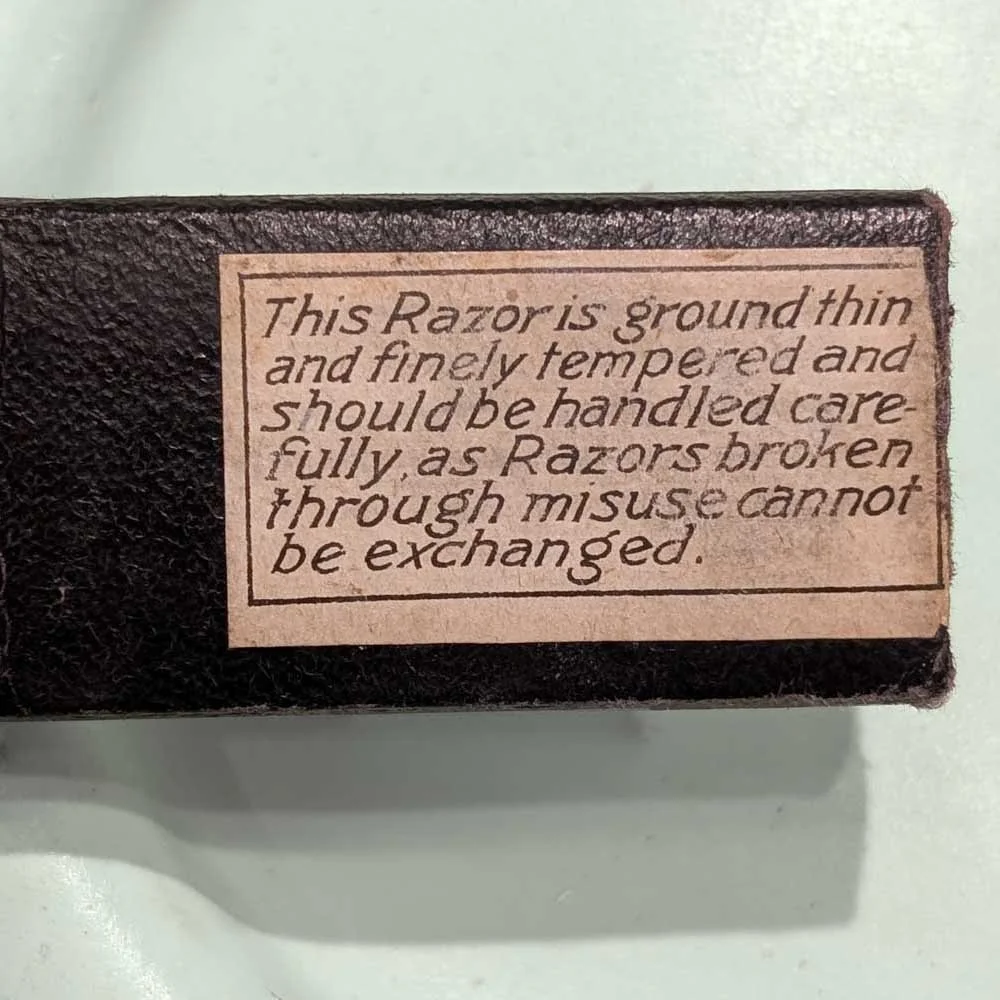 This Razor is ground thin
and finely tempered and
should be handled care-
fully, as Razors broken
through misuse cannot
be exchanged.